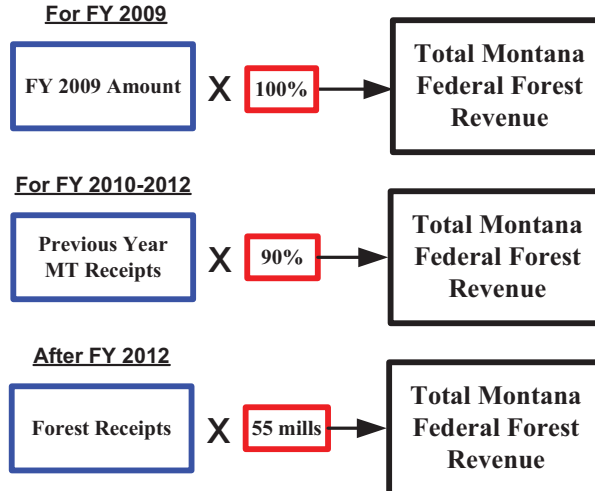 For FY 2009
FY 2009 Amount
X
100%
Total Montana
Federal Forest
Revenue
For FY 2010-2012
Previous Year
MT Receipts
X
90%
Total Montana
Federal Forest
Revenue
After FY 2012
Forest Receipts
X
55 mills
Total Montana
Federal Forest
Revenue